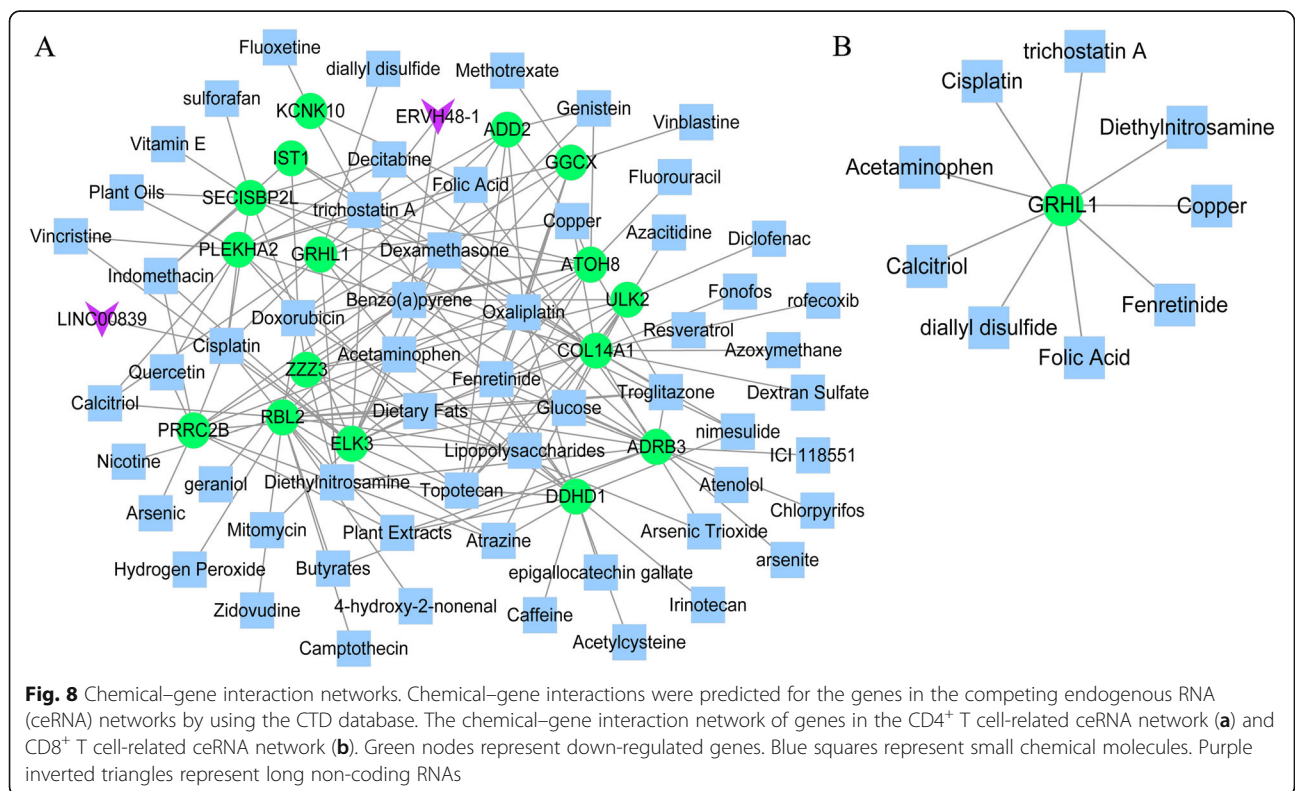 A
B
Fluoxetine
diallyl disulfide
Methotrexate
sulforafan
KCNK10
ERVH48-1
ADD2
Genistein
Vitamin E
IST1
Decitabine
GGCX
Vinblastine
Plant Oils
SECISBP2L
Folic Acid
Fluorouracil
trichostatin A
Copper
Vincristine
PLEKHA2
GRHL1
Dexamethasone
Azacitidine
Diclofenac
Indomethacin
ATOH8
LINC00839
Benzo(a)pyrene
Oxaliplatin
ULK2
Fonofos
rofecoxib
Doxorubicin
Resveratrol
Cisplatin
Acetaminophen
COL14A1
Azoxymethane
Quercetin
ZZZ3
Fenretinide
Calcitriol
Dietary Fats
Glucose
Troglitazone
Dextran Sulfate
PRRC2B
RBL2
ELK3
nimesulide
Nicotine
Lipopolysaccharides
ADRB3
ICI 118551
geraniol
Diethylnitrosamine
Topotecan
DDHD1
Atenolol
Arsenic
Mitomycin
Plant Extracts
Atrazine
Arsenic Trioxide
Chlorpyrifos
Hydrogen Peroxide
Butyrates
epigallocatechin gallate
arsenite
Zidovudine
4-hydroxy-2-nonenal
Caffeine
Irinotecan
Camptothecin
Acetylcysteine
trichostatin A
Cisplatin
Diethylnitrosamine
Acetaminophen
GRHL1
Copper
Calcitriol
Fenretinide
diallyl disulfide
Folic Acid
Fig. 8 Chemical–gene interaction networks. Chemical–gene interactions were predicted for the genes in the competing endogenous RNA
(ceRNA) networks by using the CTD database. The chemical–gene interaction network of genes in the CD4+ T cell-related ceRNA network (a) and
CD8+ T cell-related ceRNA network (b). Green nodes represent down-regulated genes. Blue squares represent small chemical molecules. Purple
inverted triangles represent long non-coding RNAs